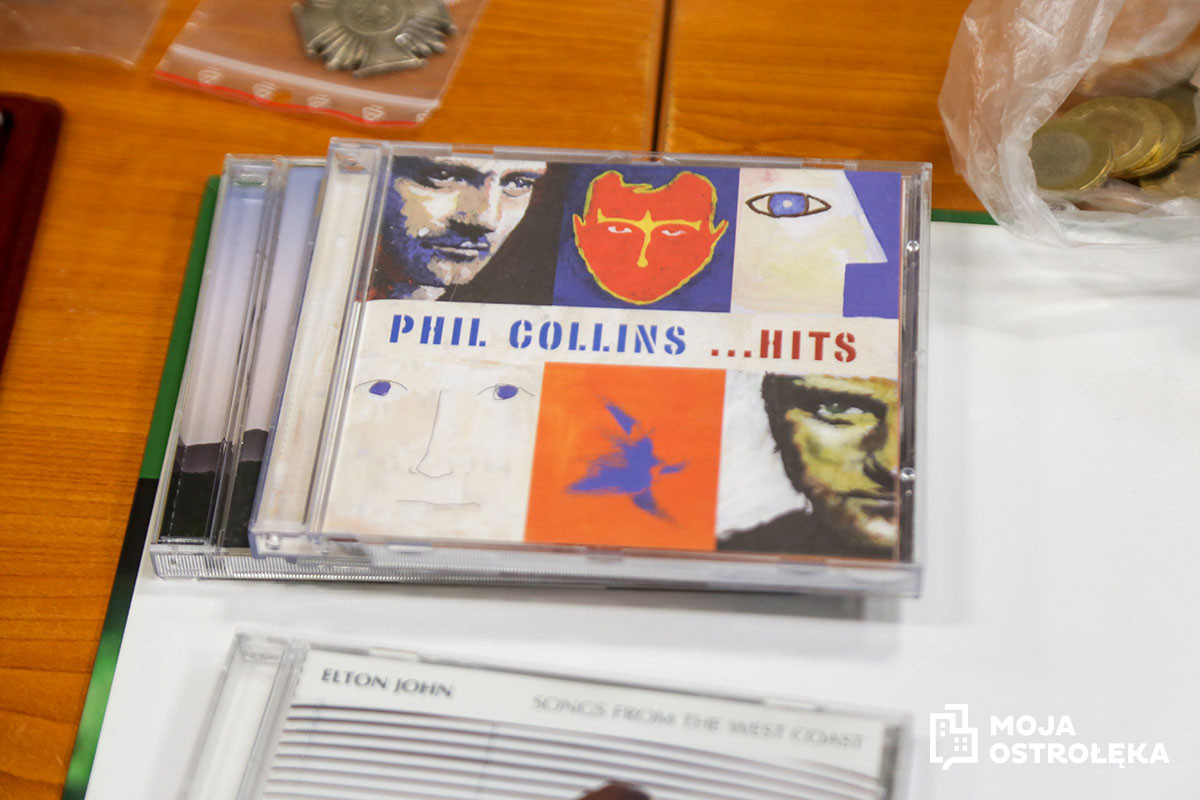 PHIL COLLINS ...HITS
ELTON JOHN
SONGS FROM THE WEST COAST
MOJA
OSTROŁĘKA